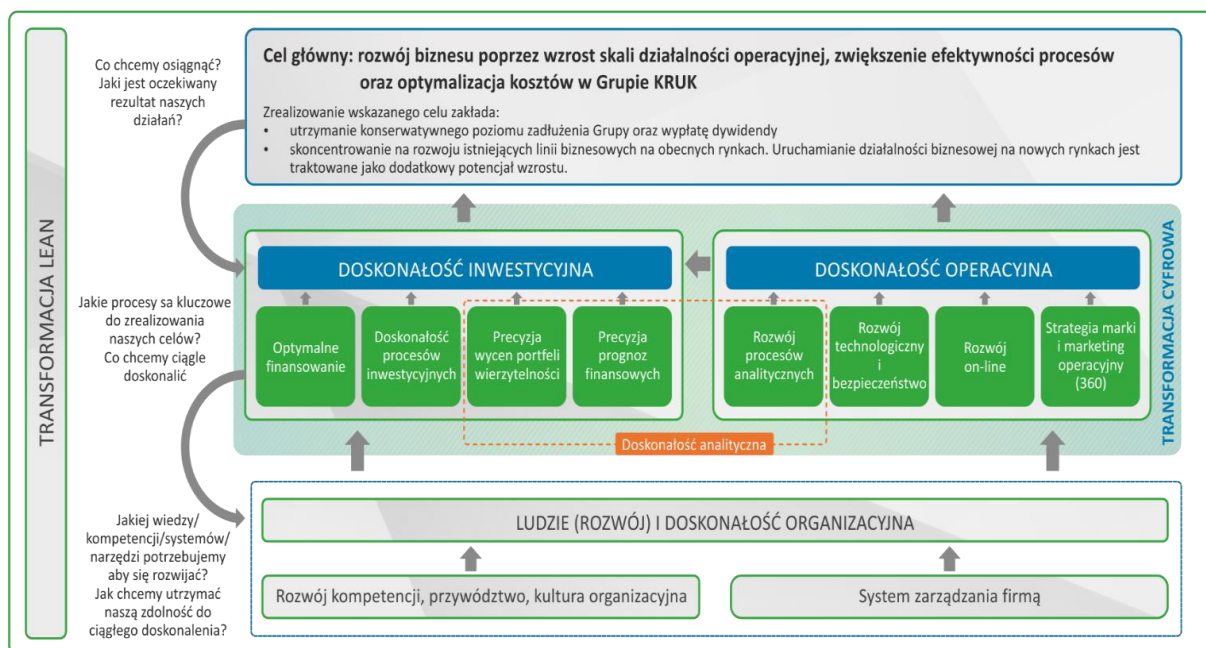 TRANSFORMACJA LEAN
Co chcemy osiągnąć?
Jaki jest oczekiwany
rezultat naszych
działań?
Cel główny: rozwój biznesu poprzez wzrost skali działalności operacyjnej, zwiększenie efektywności procesów
oraz optymalizacja kosztów w Grupie KRUK
Zrealizowanie wskazanego celu zakłada:
• utrzymanie konserwatywnego poziomu zadłużenia Grupy oraz wypłatę dywidendy
• skoncentrowanie na rozwoju istniejących linii biznesowych na obecnych rynkach. Uruchamianie działalności biznesowej na nowych rynkach jest
traktowane jako dodatkowy potencjał wzrostu.
Jakie procesy sa kluczowe
do zrealizowania
naszych celów?
Co chcemy ciągle
doskonalić
DOSKONAŁOŚĆ INWESTYCYJNA
Optymalne
finansowanie
Doskonałość
procesów
inwestycyjnych
Precyzja
wycen portfeli
wierzytelności
Precyzja
prognoz
finansowych
DOSKONAŁOŚĆ OPERACYJNA
Rozwój
procesów
analitycznych
Rozwój
technologiczny
i
bezpieczeństwo
Rozwój
on-line
Strategia marki
i marketing
operacyjny
(360)
Doskonałość analityczna
TRANSFORMACJA CYFROWA
Jakiej wiedzy/
kompetencji/systemów/
narzędzi potrzebujemy
aby się rozwijać?
Jak chcemy utrzymać
naszą zdolność do
ciągłego doskonalenia?
LUDZIE (ROZWÓJ) I DOSKONAŁOŚĆ ORGANIZACYJNA
Rozwój kompetencji, przywództwo, kultura organizacyjna
System zarządzania firmą